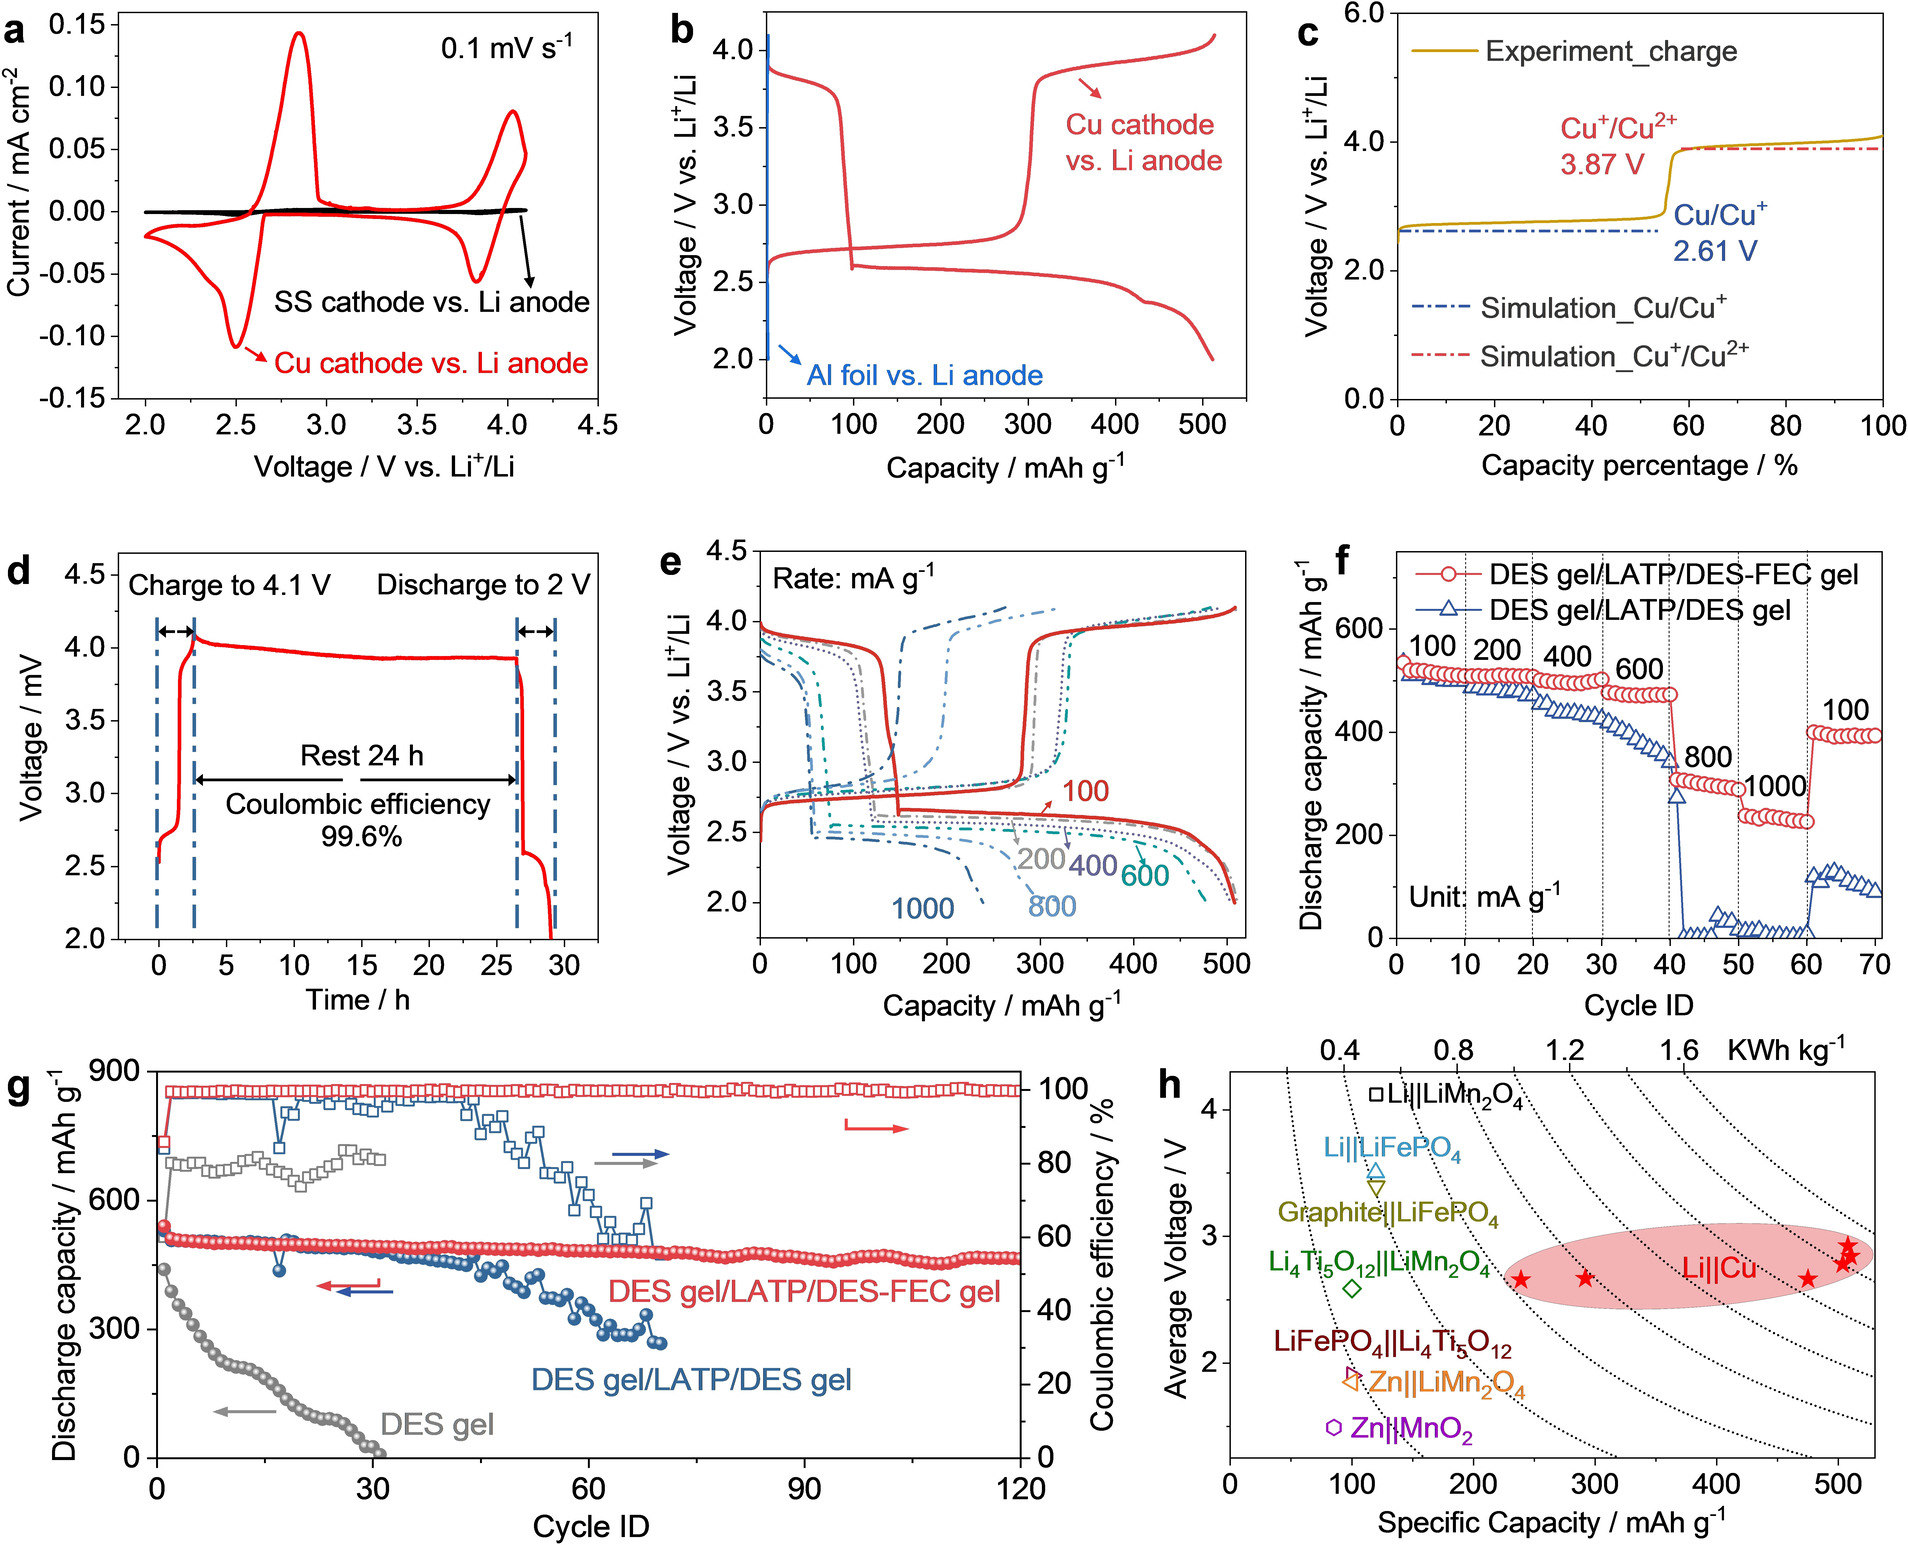 a
0.15
0.10
0.05
0.00
-0.05
-0.10
-0.15
Current / mA cm⁻²
0.1 mV s⁻¹
SS cathode vs. Li anode
Cu cathode vs. Li anode
2.0 2.5 3.0 3.5 4.0 4.5
Voltage / V vs. Li⁺/Li
b
4.0
3.5
3.0
2.5
2.0
Voltage / V vs. Li⁺/Li
Cu cathode
vs. Li anode
Al foil vs. Li anode
0 100 200 300 400 500
Capacity / mAh g⁻¹
c
6.0
4.0
2.0
0.0
Voltage / V vs. Li⁺/Li
Experiment_charge
Cu⁺/Cu²⁺
3.87 V
Cu/Cu⁺
2.61 V
Simulation_Cu/Cu⁺
Simulation_Cu⁺/Cu²⁺
0 20 40 60 80 100
Capacity percentage / %
d
4.5
4.0
3.5
3.0
2.5
2.0
Voltage / mV
Charge to 4.1 V
Discharge to 2 V
Rest 24 h
Coulombic efficiency
99.6%
0 5 10 15 20 25 30
Time / h
e
4.5
4.0
3.5
3.0
2.5
2.0
Voltage / V vs. Li⁺/Li
Rate: mA g⁻¹
100
200
400
600
800
1000
0 100 200 300 400 500
Capacity / mAh g⁻¹
f
600
400
200
0
Discharge capacity / mAh g⁻¹
DES gel/LATP/DES-FEC gel
DES gel/LATP/DES gel
100 200 400 600 800 1000 100
Unit: mA g⁻¹
0 10 20 30 40 50 60 70
Cycle ID
g
900
600
300
0
Discharge capacity / mAh g⁻¹
100
80
60
40
20
0
Coulombic efficiency / %
DES gel/LATP/DES-FEC gel
DES gel/LATP/DES gel
DES gel
0 30 60 90 120
Cycle ID
h
0.4 0.8 1.2 1.6 KWh kg⁻¹
4
3
2
Average Voltage / V
Li||LiMn₂O₄
Li||LiFePO₄
Graphite||LiFePO₄
Li₄Ti₅O₁₂||LiMn₂O₄
Li||Cu
LiFePO₄||Li₄Ti₅O₁₂
Zn||LiMn₂O₄
Zn||MnO₂
0 100 200 300 400 500
Specific Capacity / mAh g⁻¹